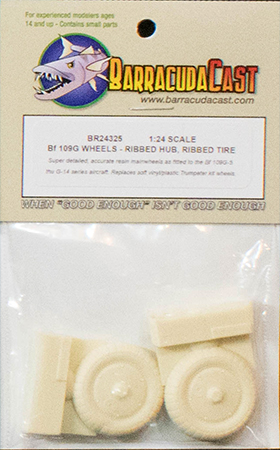 For experienced modelers ages
14 and up - Contains small parts
BARRACUDACAST
www.barracudacast.com
BR24325 1:24 SCALE
Bf 109G WHEELS - RIBBED HUB, RIBBED TIRE
Super detailed, accurate resin mainwheels as fitted to the Bf 109G-5
thu G-14 series aircraft. Replaces soft vinyl/plastic Trumpeter kit wheels.
WHEN "GOOD ENOUGH" ISN'T GOOD ENOUGH